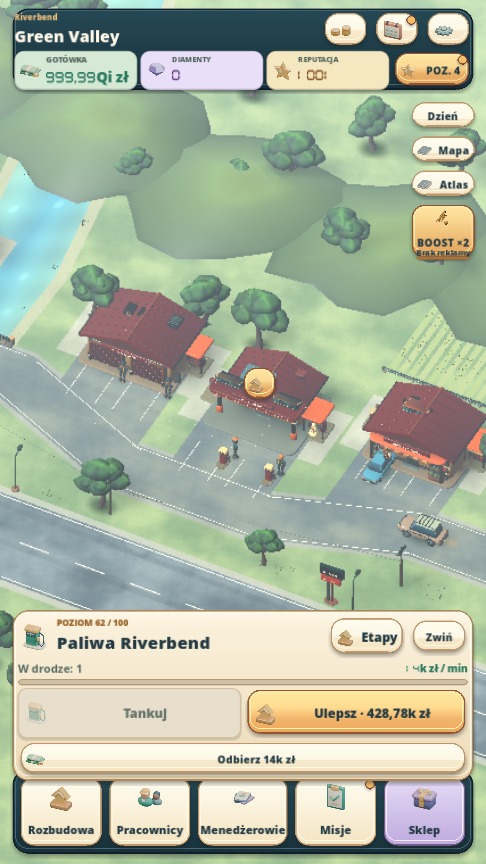 Riverbend
Green Valley
GOTÓWKA
999,99Qi zł
DIAMENTY
0
REPUTACJA
POZ. 4
Dzień
Mapa
Atlas
BOOST ×2
Brak reklamy
POZIOM 62 / 100
Paliwa Riverbend
Etapy
Zwiń
W drodze: 1
k zł / min
Tankuj
Ulepsz · 428,78k zł
Odbierz 14k zł
Rozbudowa
Pracownicy
Menedżerowie
Misje
Sklep